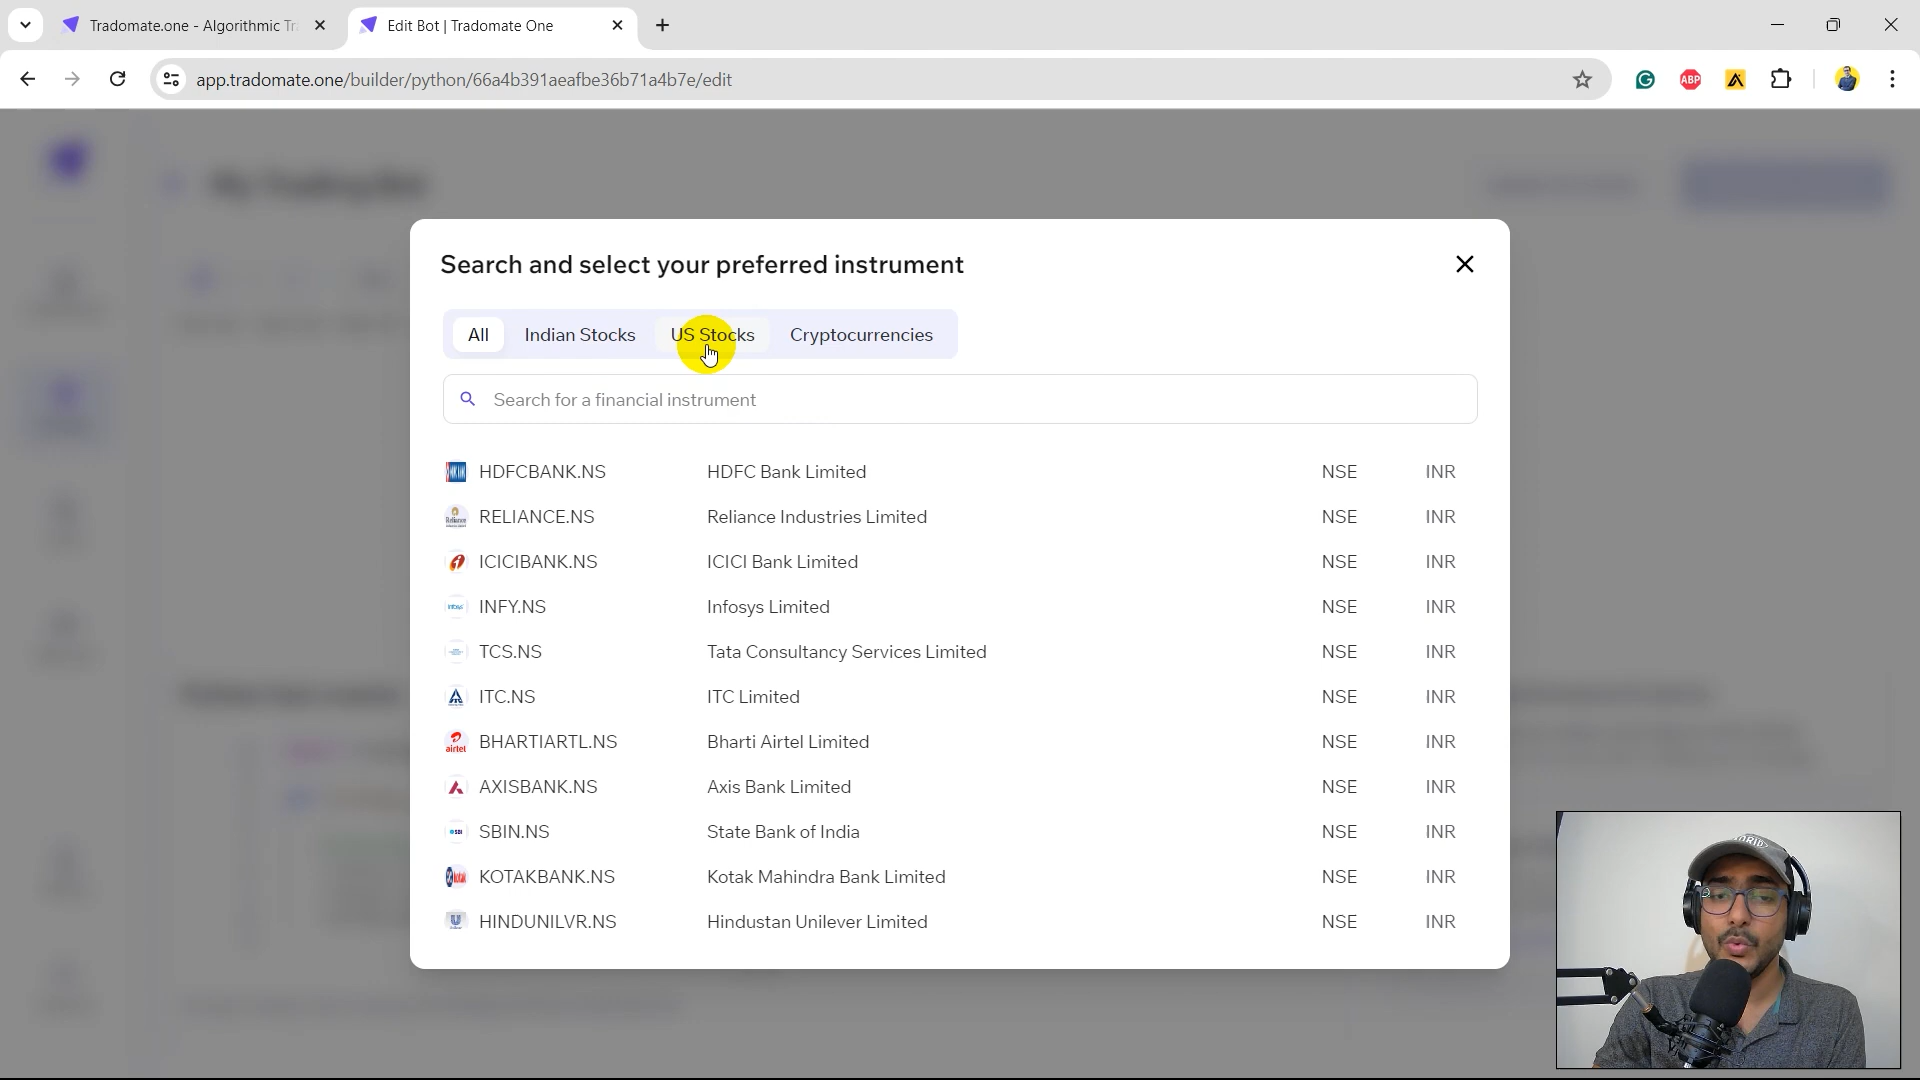 Tradomate.one - Algorithmic Tr
Edit Bot | Tradomate One
app.tradomate.one/builder/python/66a4b391aeafbe36b71a4b7e/edit
ABP
My Trading Bot
Search and select your preferred instrument
All Indian Stocks US Stocks Cryptocurrencies
Search for a financial instrument
HDFCBANK.NS HDFC Bank Limited NSE INR
RELIANCE.NS Reliance Industries Limited NSE INR
ICICIBANK.NS ICICI Bank Limited NSE INR
INFY.NS Infosys Limited NSE INR
TCS.NS Tata Consultancy Services Limited NSE INR
ITC.NS ITC Limited NSE INR
BHARTIARTL.NS Bharti Airtel Limited NSE INR
AXISBANK.NS Axis Bank Limited NSE INR
SBIN.NS State Bank of India NSE INR
KOTAKBANK.NS Kotak Mahindra Bank Limited NSE INR
HINDUNILVR.NS Hindustan Unilever Limited NSE INR